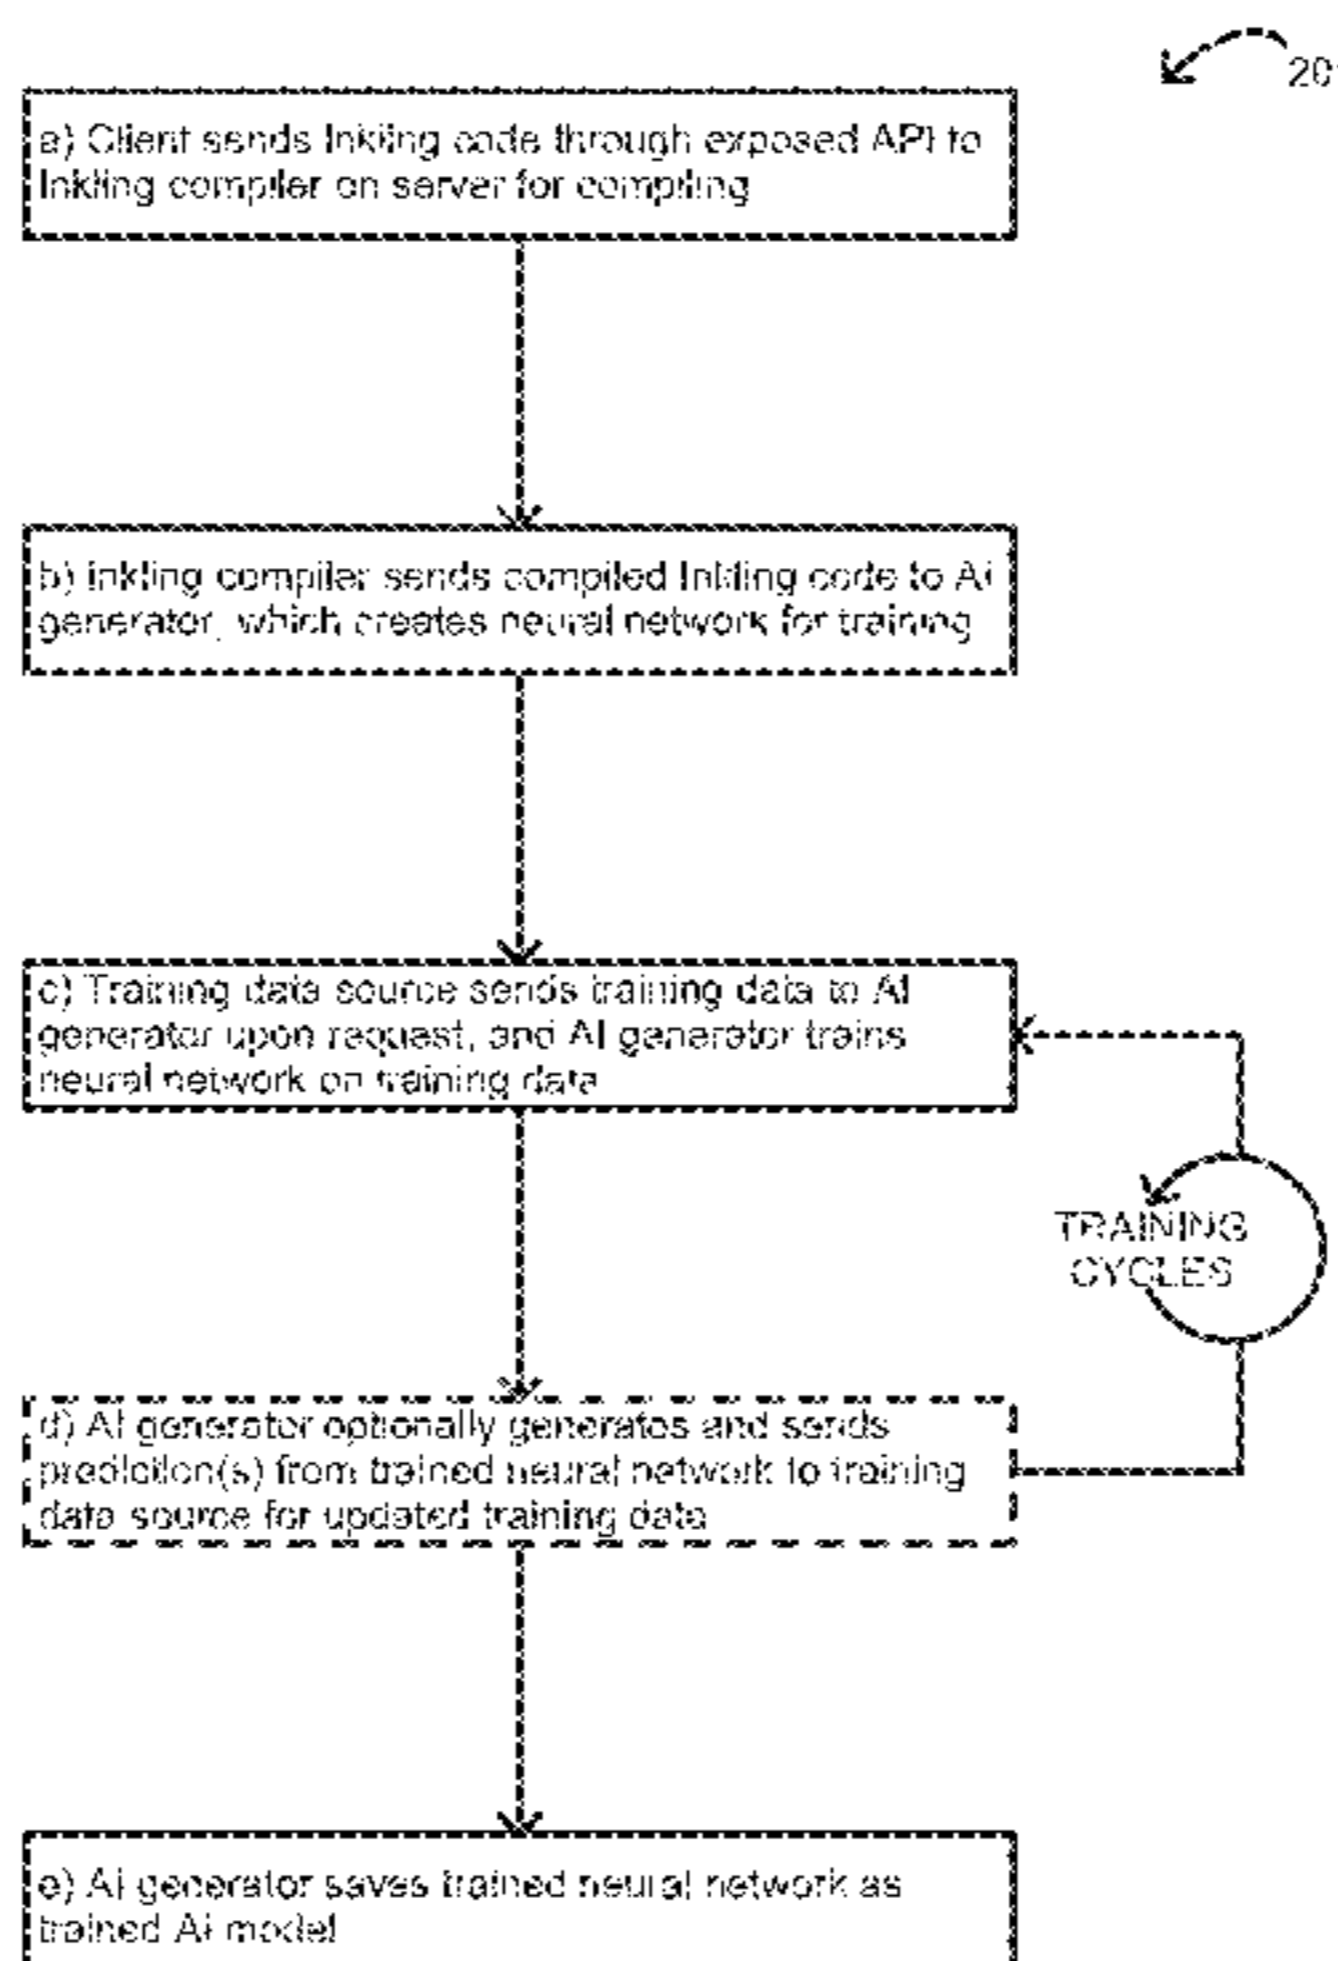 a) Client sends Inkling code through exposed API to
Inkling compiler on server for compiling
b) Inkling compiler sends compiled Inkling code to AI
generator, which creates neural network for training
c) Training data source sends training data to AI
generator upon request, and AI generator trains
neural network on training data
TRAINING
CYCLES
d) AI generator optionally generates and sends
prediction(s) from trained neural network to training
data source for updated training data
e) AI generator saves trained neural network as
trained AI model